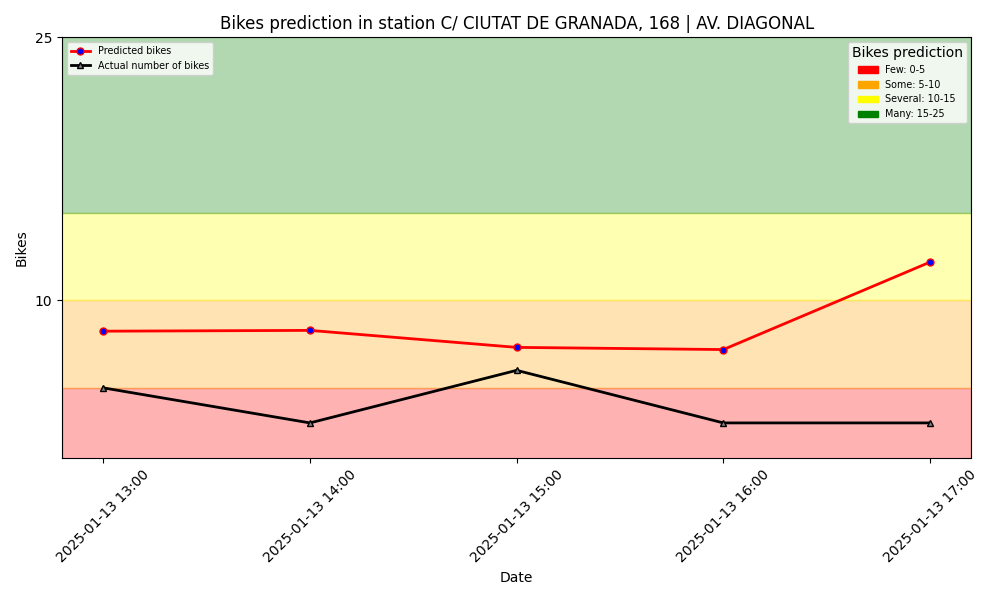 Bikes prediction in station C/ CIUTAT DE GRANADA, 168 | AV. DIAGONAL
25
10
Bikes
Predicted bikes
Actual number of bikes
Bikes prediction
Few: 0-5
Some: 5-10
Several: 10-15
Many: 15-25
2025-01-13 13:00
2025-01-13 14:00
2025-01-13 15:00
2025-01-13 16:00
2025-01-13 17:00
Date